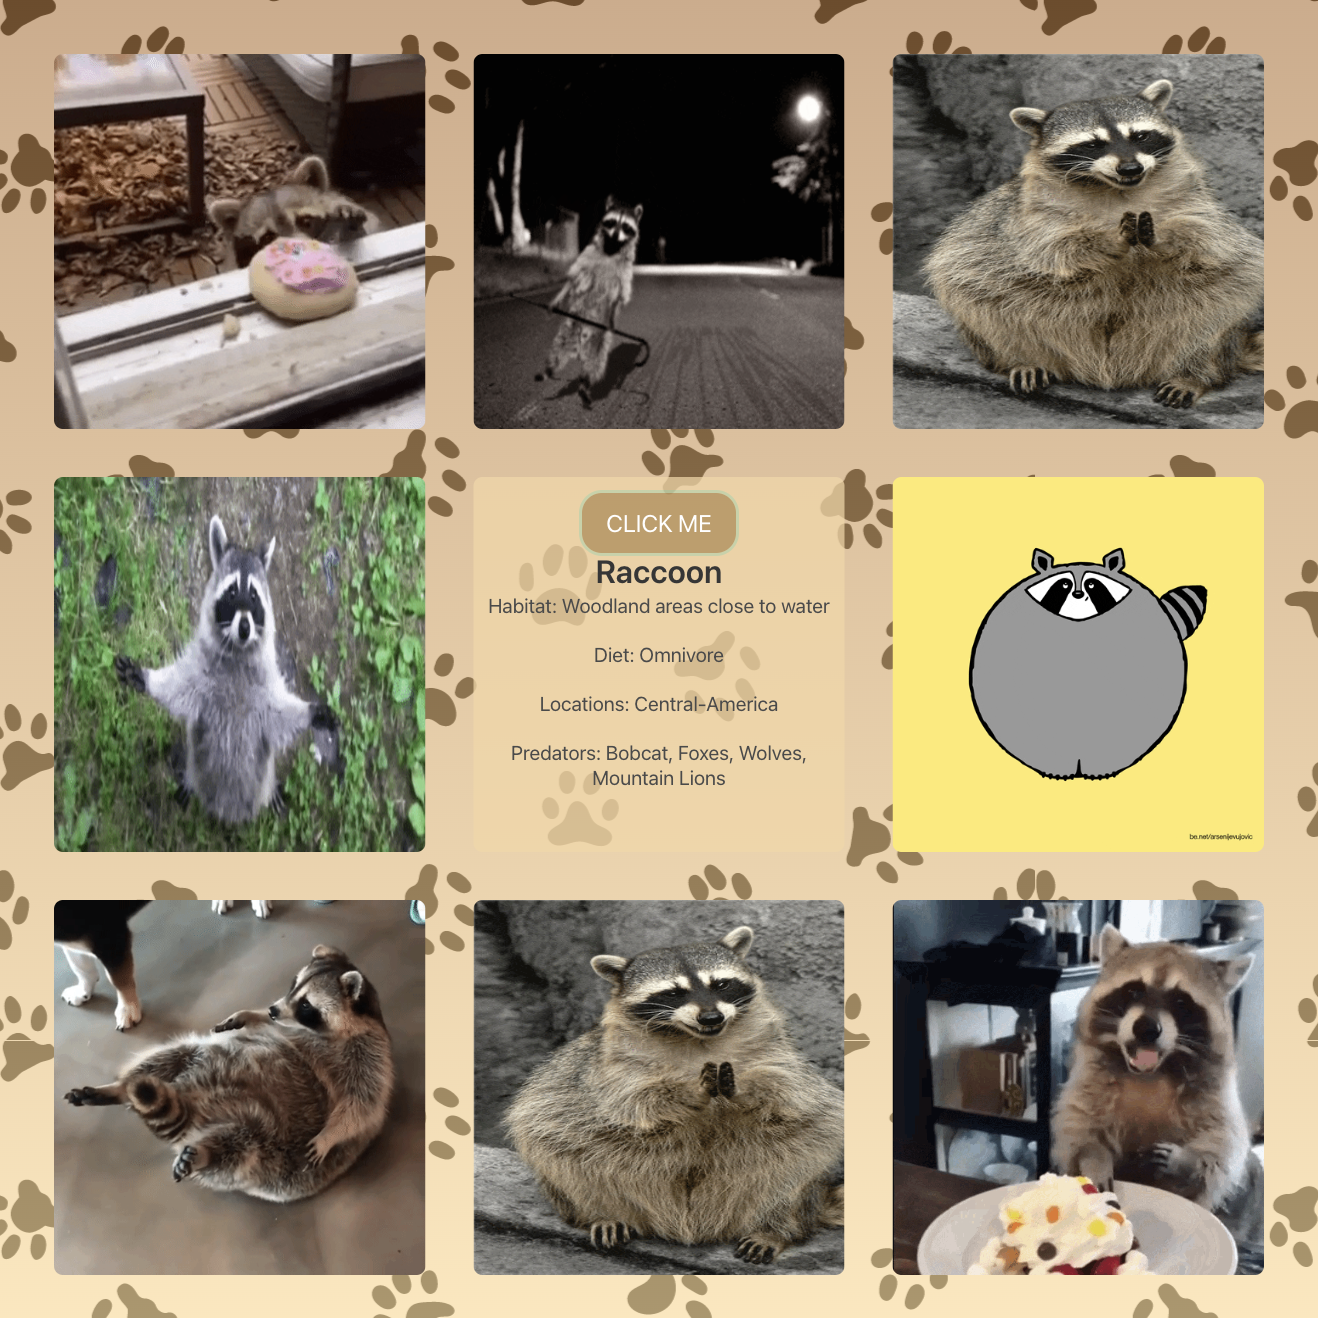 CLICK ME
Raccoon
Habitat: Woodland areas close to water
Diet: Omnivore
Locations: Central-America
Predators: Bobcat, Foxes, Wolves,
Mountain Lions
be.net/arsenijevujovic